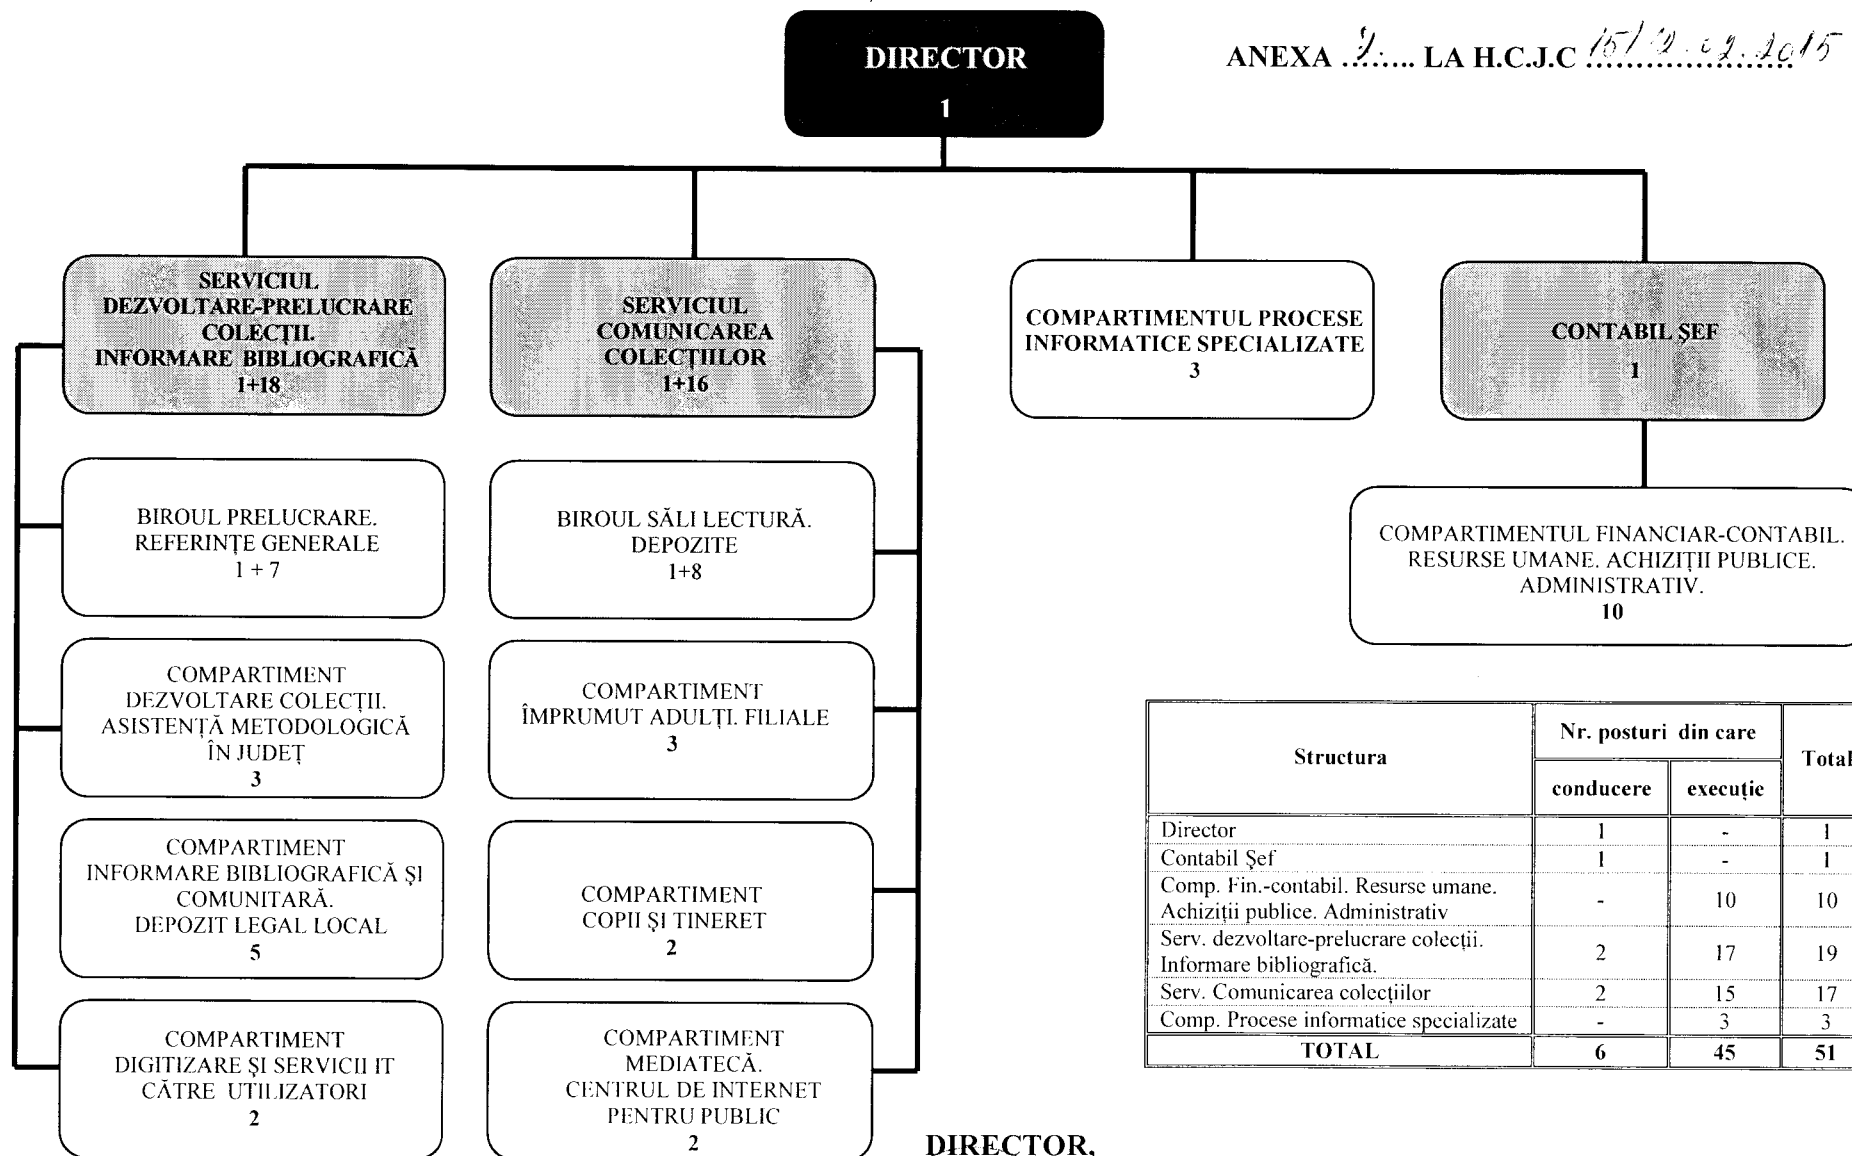 DIRECTOR
1
ANEXA ........ LA H.C.J.C 15/12.02.2015
SERVICIUL
DEZVOLTARE-PRELUCRARE
COLECȚII.
INFORMARE BIBLIOGRAFICĂ
1+18
SERVICIUL
COMUNICAREA
COLECȚIILOR
1+16
COMPARTIMENTUL PROCESE
INFORMATICE SPECIALIZATE
3
CONTABIL ȘEF
1
BIROUL PRELUCRARE.
REFERINȚE GENERALE
1 + 7
BIROUL SĂLI LECTURĂ.
DEPOZITE
1+8
COMPARTIMENTUL FINANCIAR-CONTABIL.
RESURSE UMANE. ACHIZIȚII PUBLICE.
ADMINISTRATIV.
10
COMPARTIMENT
DEZVOLTARE COLECȚII.
ASISTENȚĂ METODOLOGICĂ
ÎN JUDEȚ
3
COMPARTIMENT
ÎMPRUMUT ADULȚI. FILIALE
3
COMPARTIMENT
INFORMARE BIBLIOGRAFICĂ ȘI
COMUNITARĂ.
DEPOZIT LEGAL LOCAL
5
COMPARTIMENT
COPII ȘI TINERET
2
COMPARTIMENT
DIGITIZARE ȘI SERVICII IT
CĂTRE UTILIZATORI
2
COMPARTIMENT
MEDIATECĂ.
CENTRUL DE INTERNET
PENTRU PUBLIC
2
Structura Nr. posturi din care Total
conducere execuție
Director 1 - 1
Contabil Șef 1 - 1
Comp. Fin.-contabil. Resurse umane.
Achiziții publice. Administrativ - 10 10
Serv. dezvoltare-prelucrare colecții.
Informare bibliografică. 2 17 19
Serv. Comunicarea colecțiilor 2 15 17
Comp. Procese informatice specializate - 3 3
TOTAL 6 45 51
DIRECTOR,